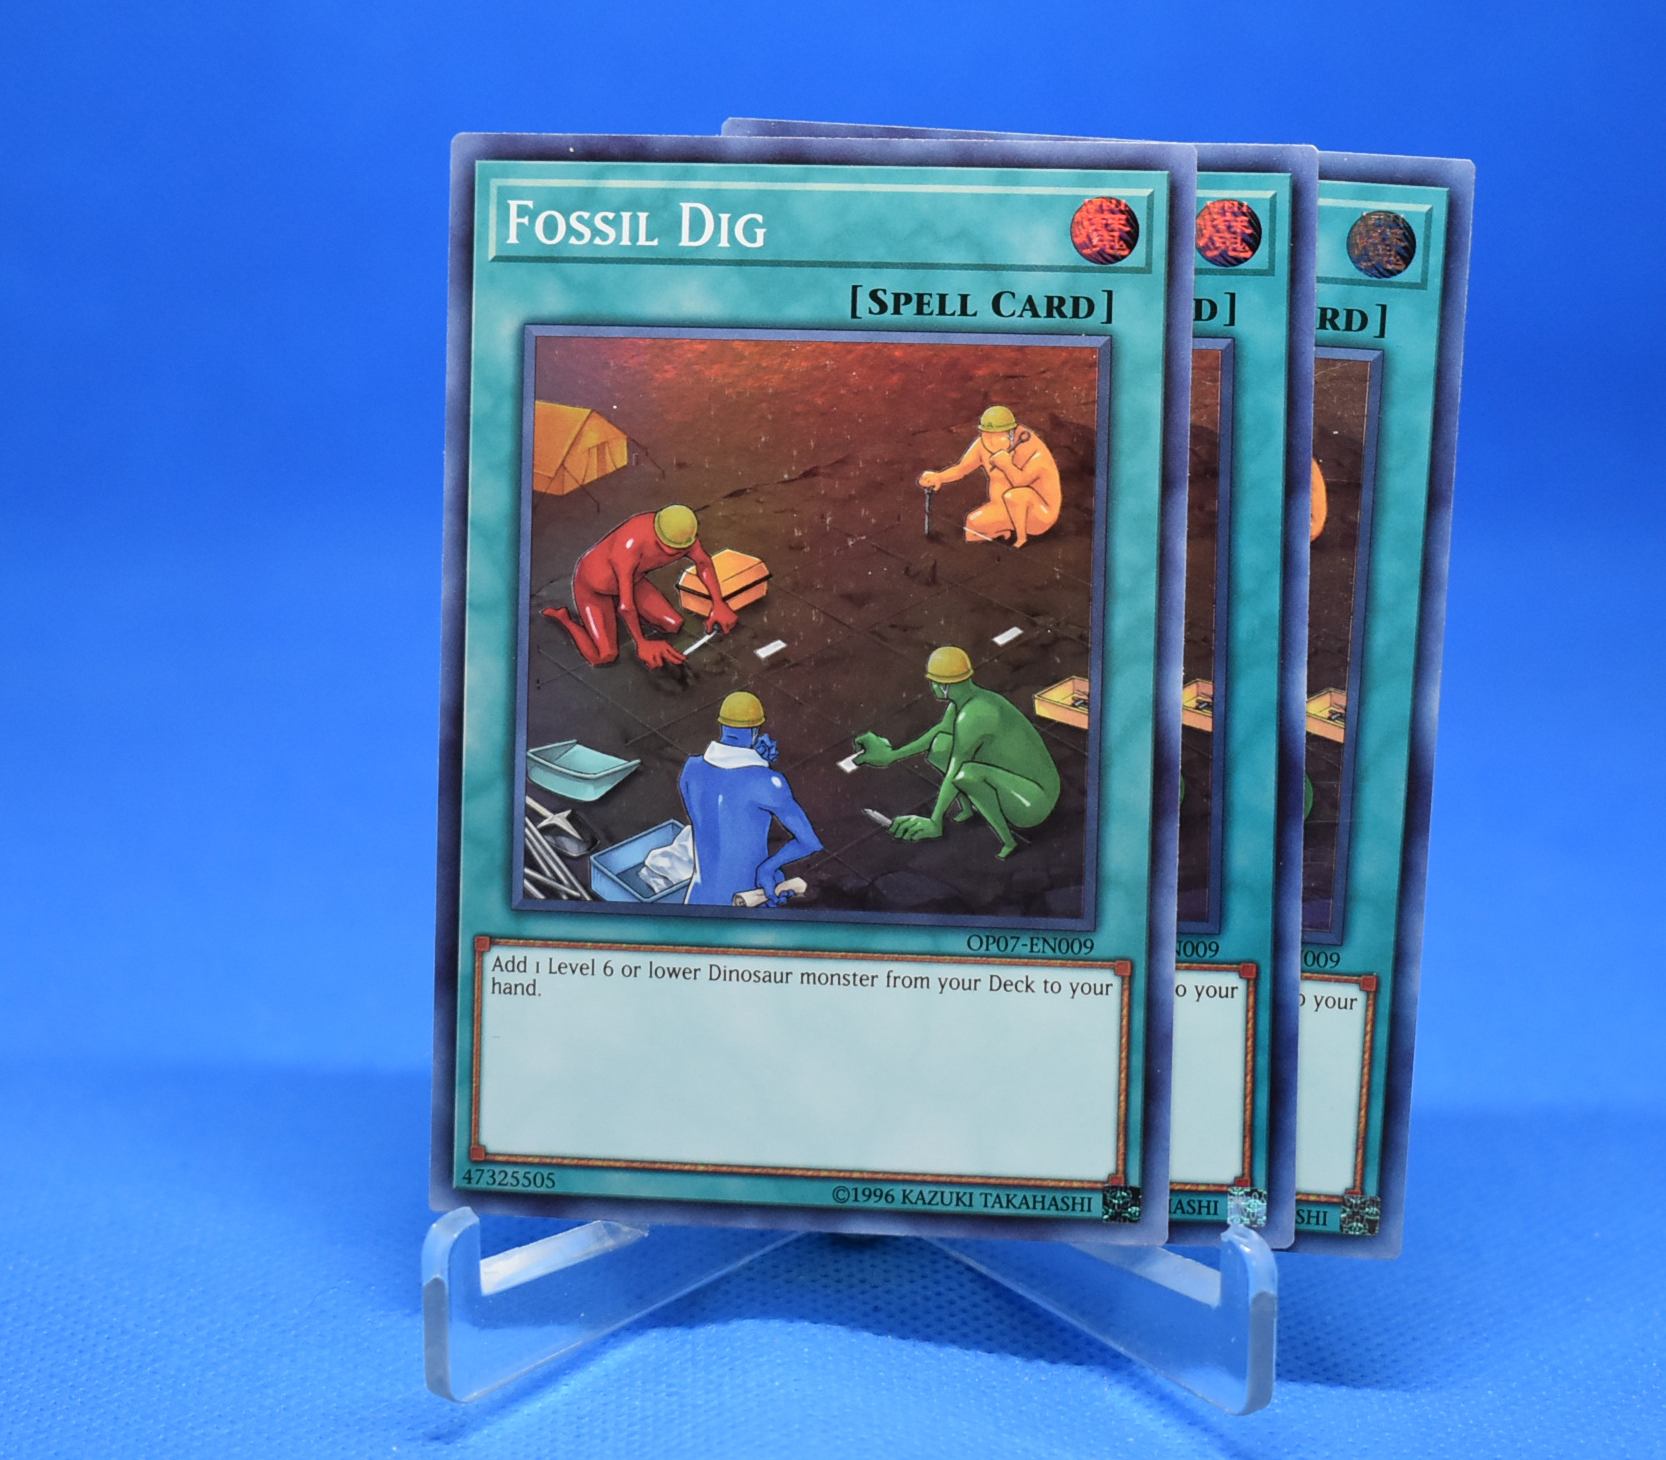 FOSSIL DIG
[SPELL CARD]
D]
RD]
OP07-EN009
N009
009
Add 1 Level 6 or lower Dinosaur monster from your Deck to your
hand.
o your
o your
47325505
©1996 KAZUKI TAKAHASHI
HASHI
SHI